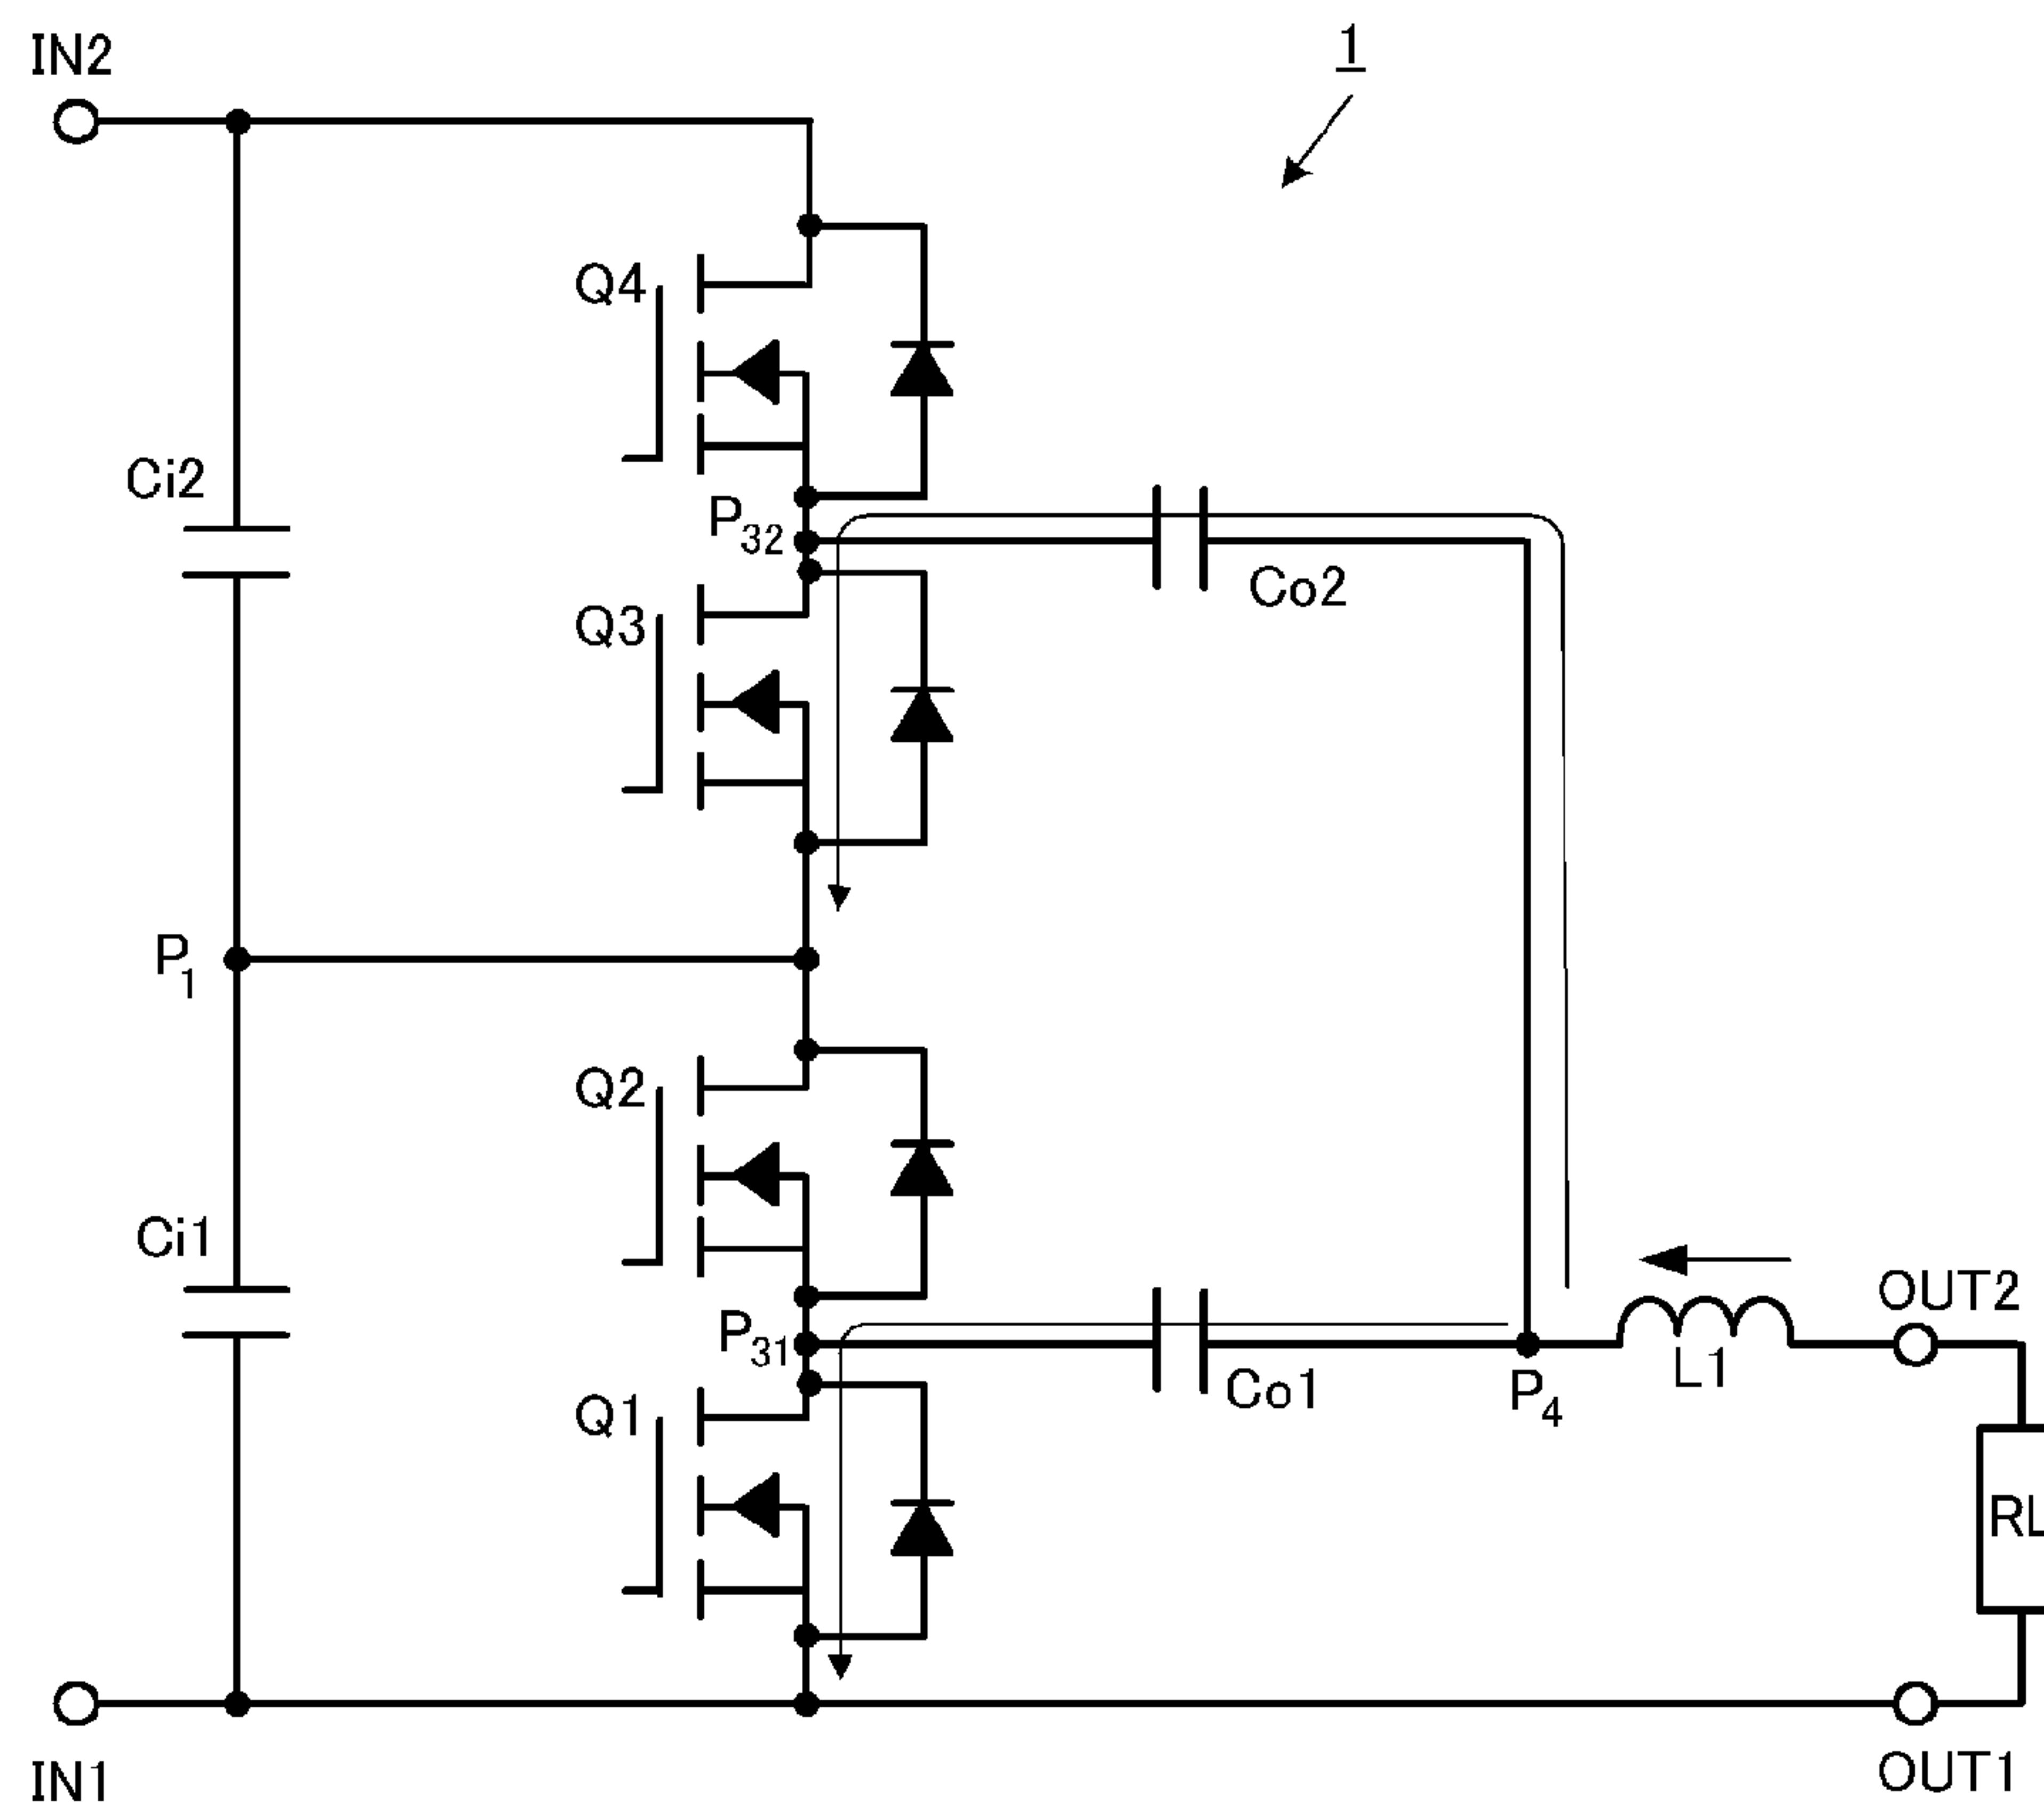 IN2
1
Q4
Ci2
P32
Co2
Q3
P1
Q2
Ci1
OUT2
P31
L1
Co1
P4
Q1
RL
OUT1
IN1